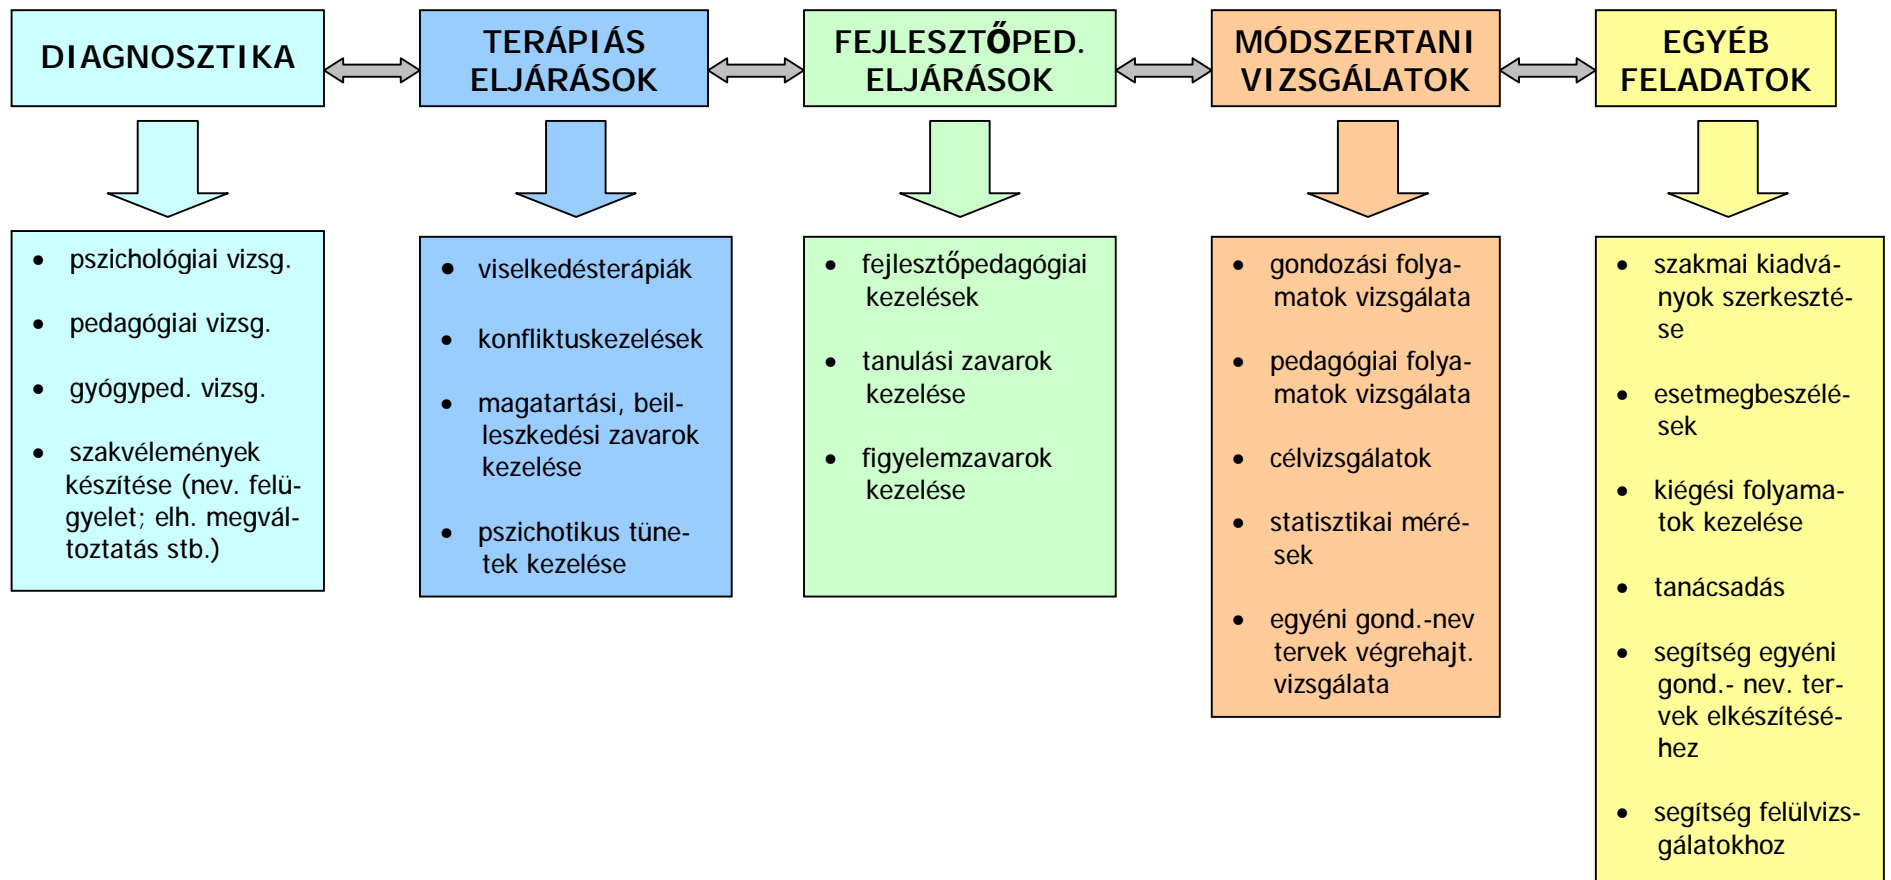 DIAGNOSZTIKA
TERÁPIÁS
ELJÁRÁSOK
FEJLESZTŐPED.
ELJÁRÁSOK
MÓDSZERTANI
VIZSGÁLATOK
EGYÉB
FELADATOK
• pszichológiai vizsg.
• pedagógiai vizsg.
• gyógyped. vizsg.
• szakvélemények
készítése (nev. felü-
gyelet; elh. megvál-
toztatás stb.)
• viselkedésterápiák
• konfliktuskezelések
• magatartási, beil-
leszkedési zavarok
kezelése
• pszichotikus tüne-
tek kezelése
• fejlesztőpedagógiai
kezelések
• tanulási zavarok
kezelése
• figyelemzavarok
kezelése
• gondozási folya-
matok vizsgálata
• pedagógiai folya-
matok vizsgálata
• célvizsgálatok
• statisztikai méré-
sek
• egyéni gond.-nev
tervek végrehajt.
vizsgálata
• szakmai kiadvá-
nyok szerkeszté-
se
• esetmegbeszélé-
sek
• kiégési folyama-
tok kezelése
• tanácsadás
• segítség egyéni
gond.- nev. ter-
vek elkészítésé-
hez
• segítség felülvizs-
gálatokhoz